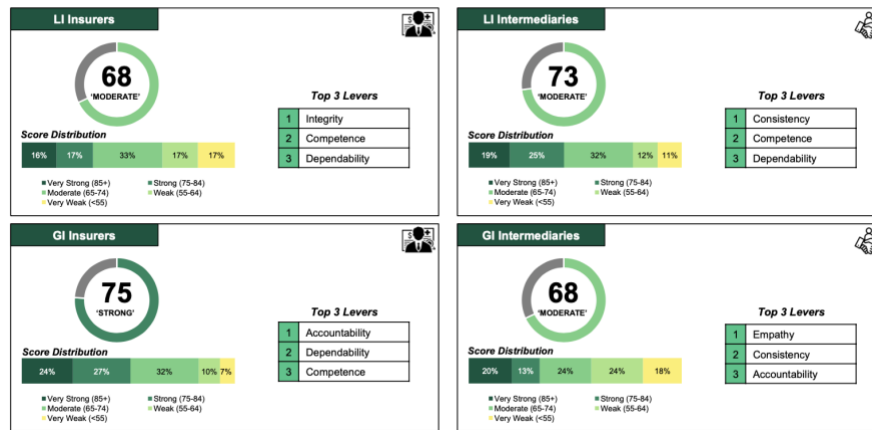 LI Insurers
68
'MODERATE'
Score Distribution
16% 17% 33% 17% 17%
Very Strong (85+) Strong (75-84)
Moderate (65-74) Weak (55-64)
Very Weak (<55)
Top 3 Levers
1 Integrity
2 Competence
3 Dependability
LI Intermediaries
73
'MODERATE'
Score Distribution
19% 25% 32% 12% 11%
Very Strong (85+) Strong (75-84)
Moderate (65-74) Weak (55-64)
Very Weak (<55)
Top 3 Levers
1 Consistency
2 Competence
3 Dependability
GI Insurers
75
'STRONG'
Score Distribution
24% 27% 32% 10% 7%
Very Strong (85+) Strong (75-84)
Moderate (65-74) Weak (55-64)
Very Weak (<55)
Top 3 Levers
1 Accountability
2 Dependability
3 Competence
GI Intermediaries
68
'MODERATE'
Score Distribution
20% 13% 24% 24% 18%
Very Strong (85+) Strong (75-84)
Moderate (65-74) Weak (55-64)
Very Weak (<55)
Top 3 Levers
1 Empathy
2 Consistency
3 Accountability